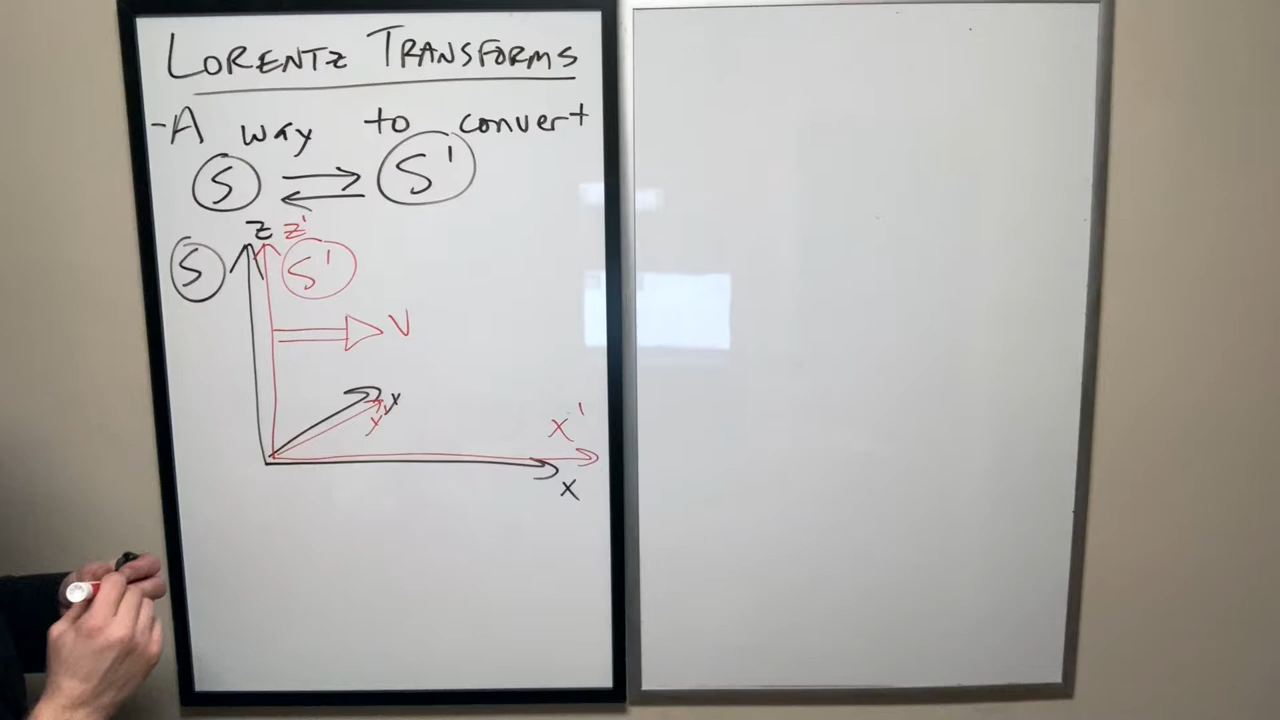 LORENTZ TRANSFORMS
-A way to convert
S ⇌ S'
z z'
S S'
V
y
y'
x'
x